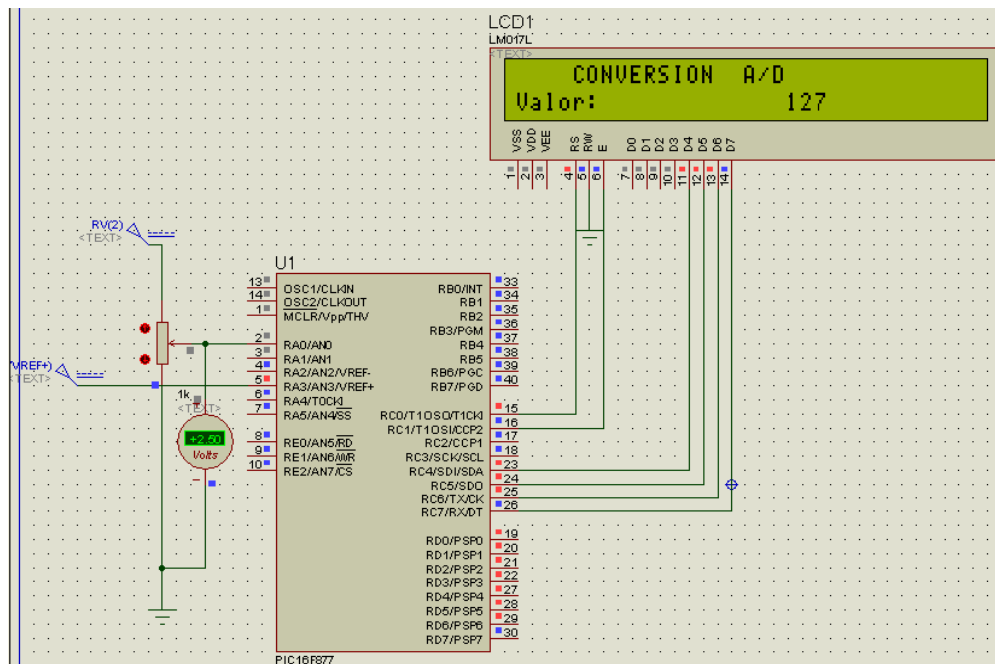 LCD1
LM017L
<TEXT>
CONVERSION A/D
Valor: 127
VSS VDD VEE RS RW E D0 D1 D2 D3 D4 D5 D6 D7
1 2 3 4 5 6 7 8 9 10 11 12 13 14
RV(2)
<TEXT>
VREF+)
<TEXT>
1k
<TEXT>
+2.50
Volts
U1
13 OSC1/CLKIN RB0/INT 33
14 OSC2/CLKOUT RB1 34
1 MCLR/Vpp/THV RB2 35
RB3/PGM 36
2 RA0/AN0 RB4 37
3 RA1/AN1 RB5 38
4 RA2/AN2/VREF- RB6/PGC 39
5 RA3/AN3/VREF+ RB7/PGD 40
6 RA4/T0CKI
7 RA5/AN4/SS RC0/T1OSO/T1CKI 15
RC1/T1OSI/CCP2 16
8 RE0/AN5/RD RC2/CCP1 17
9 RE1/AN6/WR RC3/SCK/SCL 18
10 RE2/AN7/CS RC4/SDI/SDA 23
RC5/SDO 24
RC6/TX/CK 25
RC7/RX/DT 26
RD0/PSP0 19
RD1/PSP1 20
RD2/PSP2 21
RD3/PSP3 22
RD4/PSP4 27
RD5/PSP5 28
RD6/PSP6 29
RD7/PSP7 30
PIC16F877